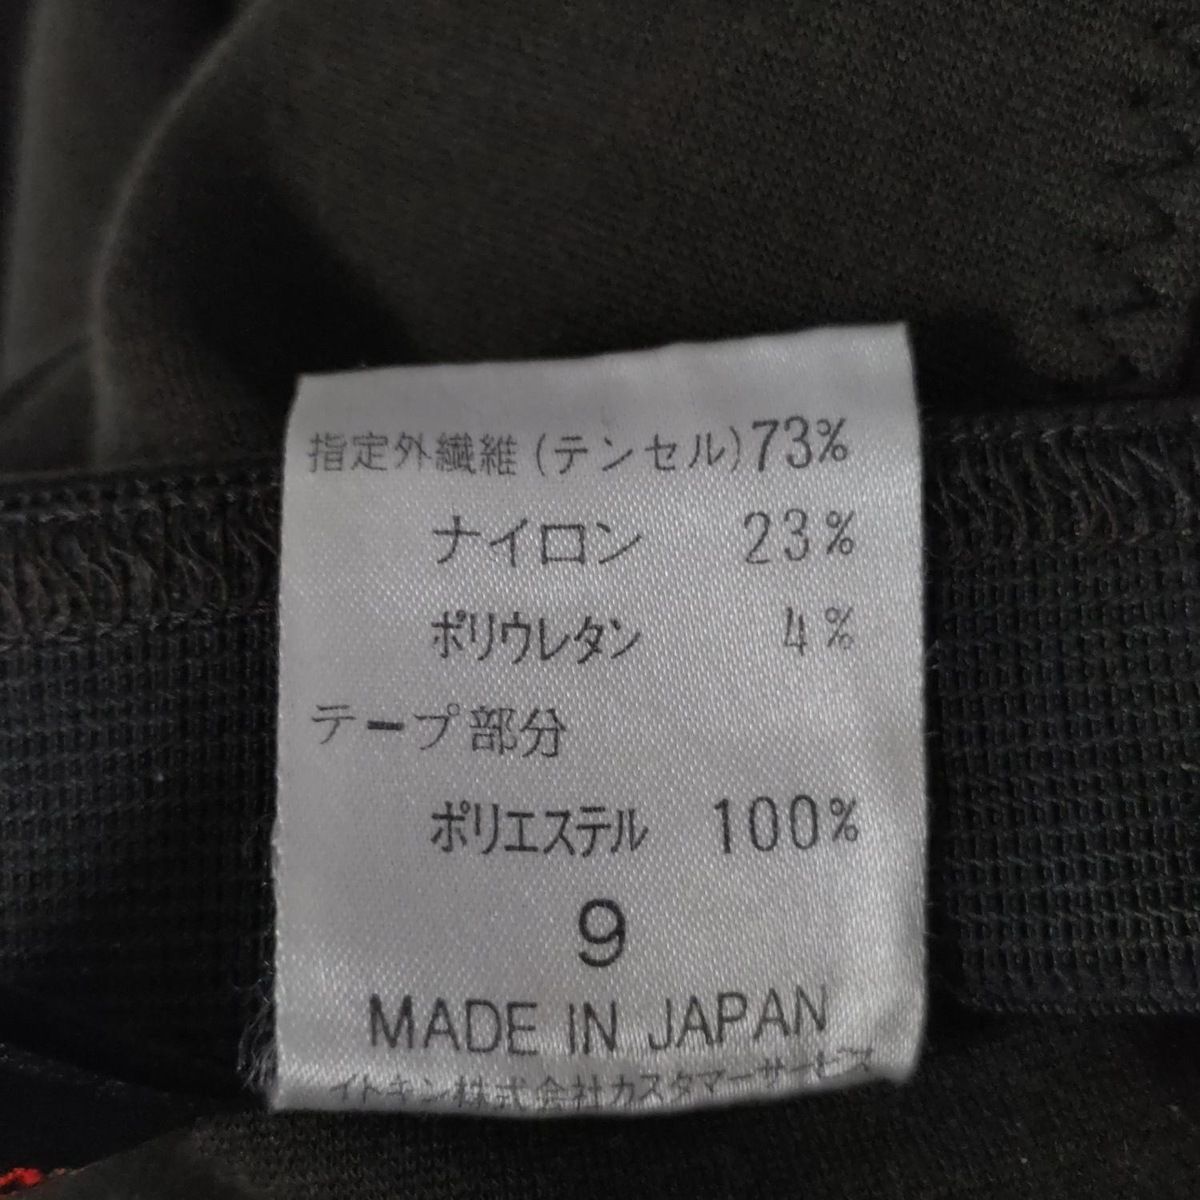 指定外繊維(テンセル)73%
ナイロン 23%
ポリウレタン 4%
テープ部分
ポリエステル 100%
9
MADE IN JAPAN
イトキン株式会社カスタマーサービス